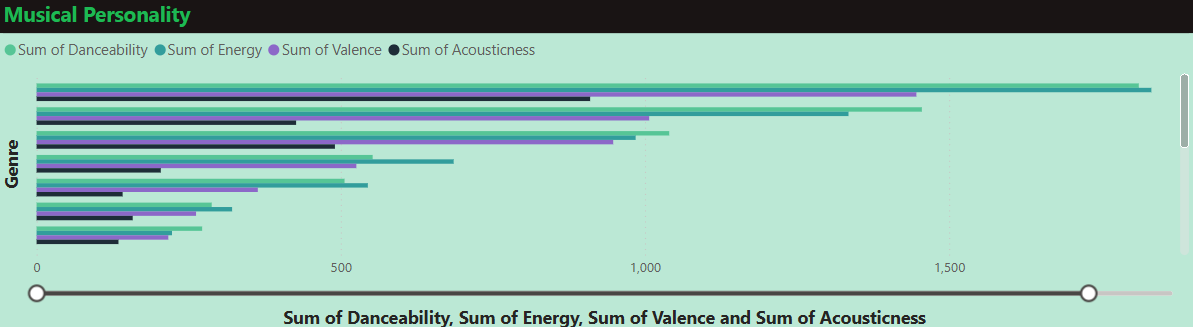 Musical Personality
Sum of Danceability Sum of Energy Sum of Valence Sum of Acousticness
Genre
0 500 1,000 1,500
Sum of Danceability, Sum of Energy, Sum of Valence and Sum of Acousticness